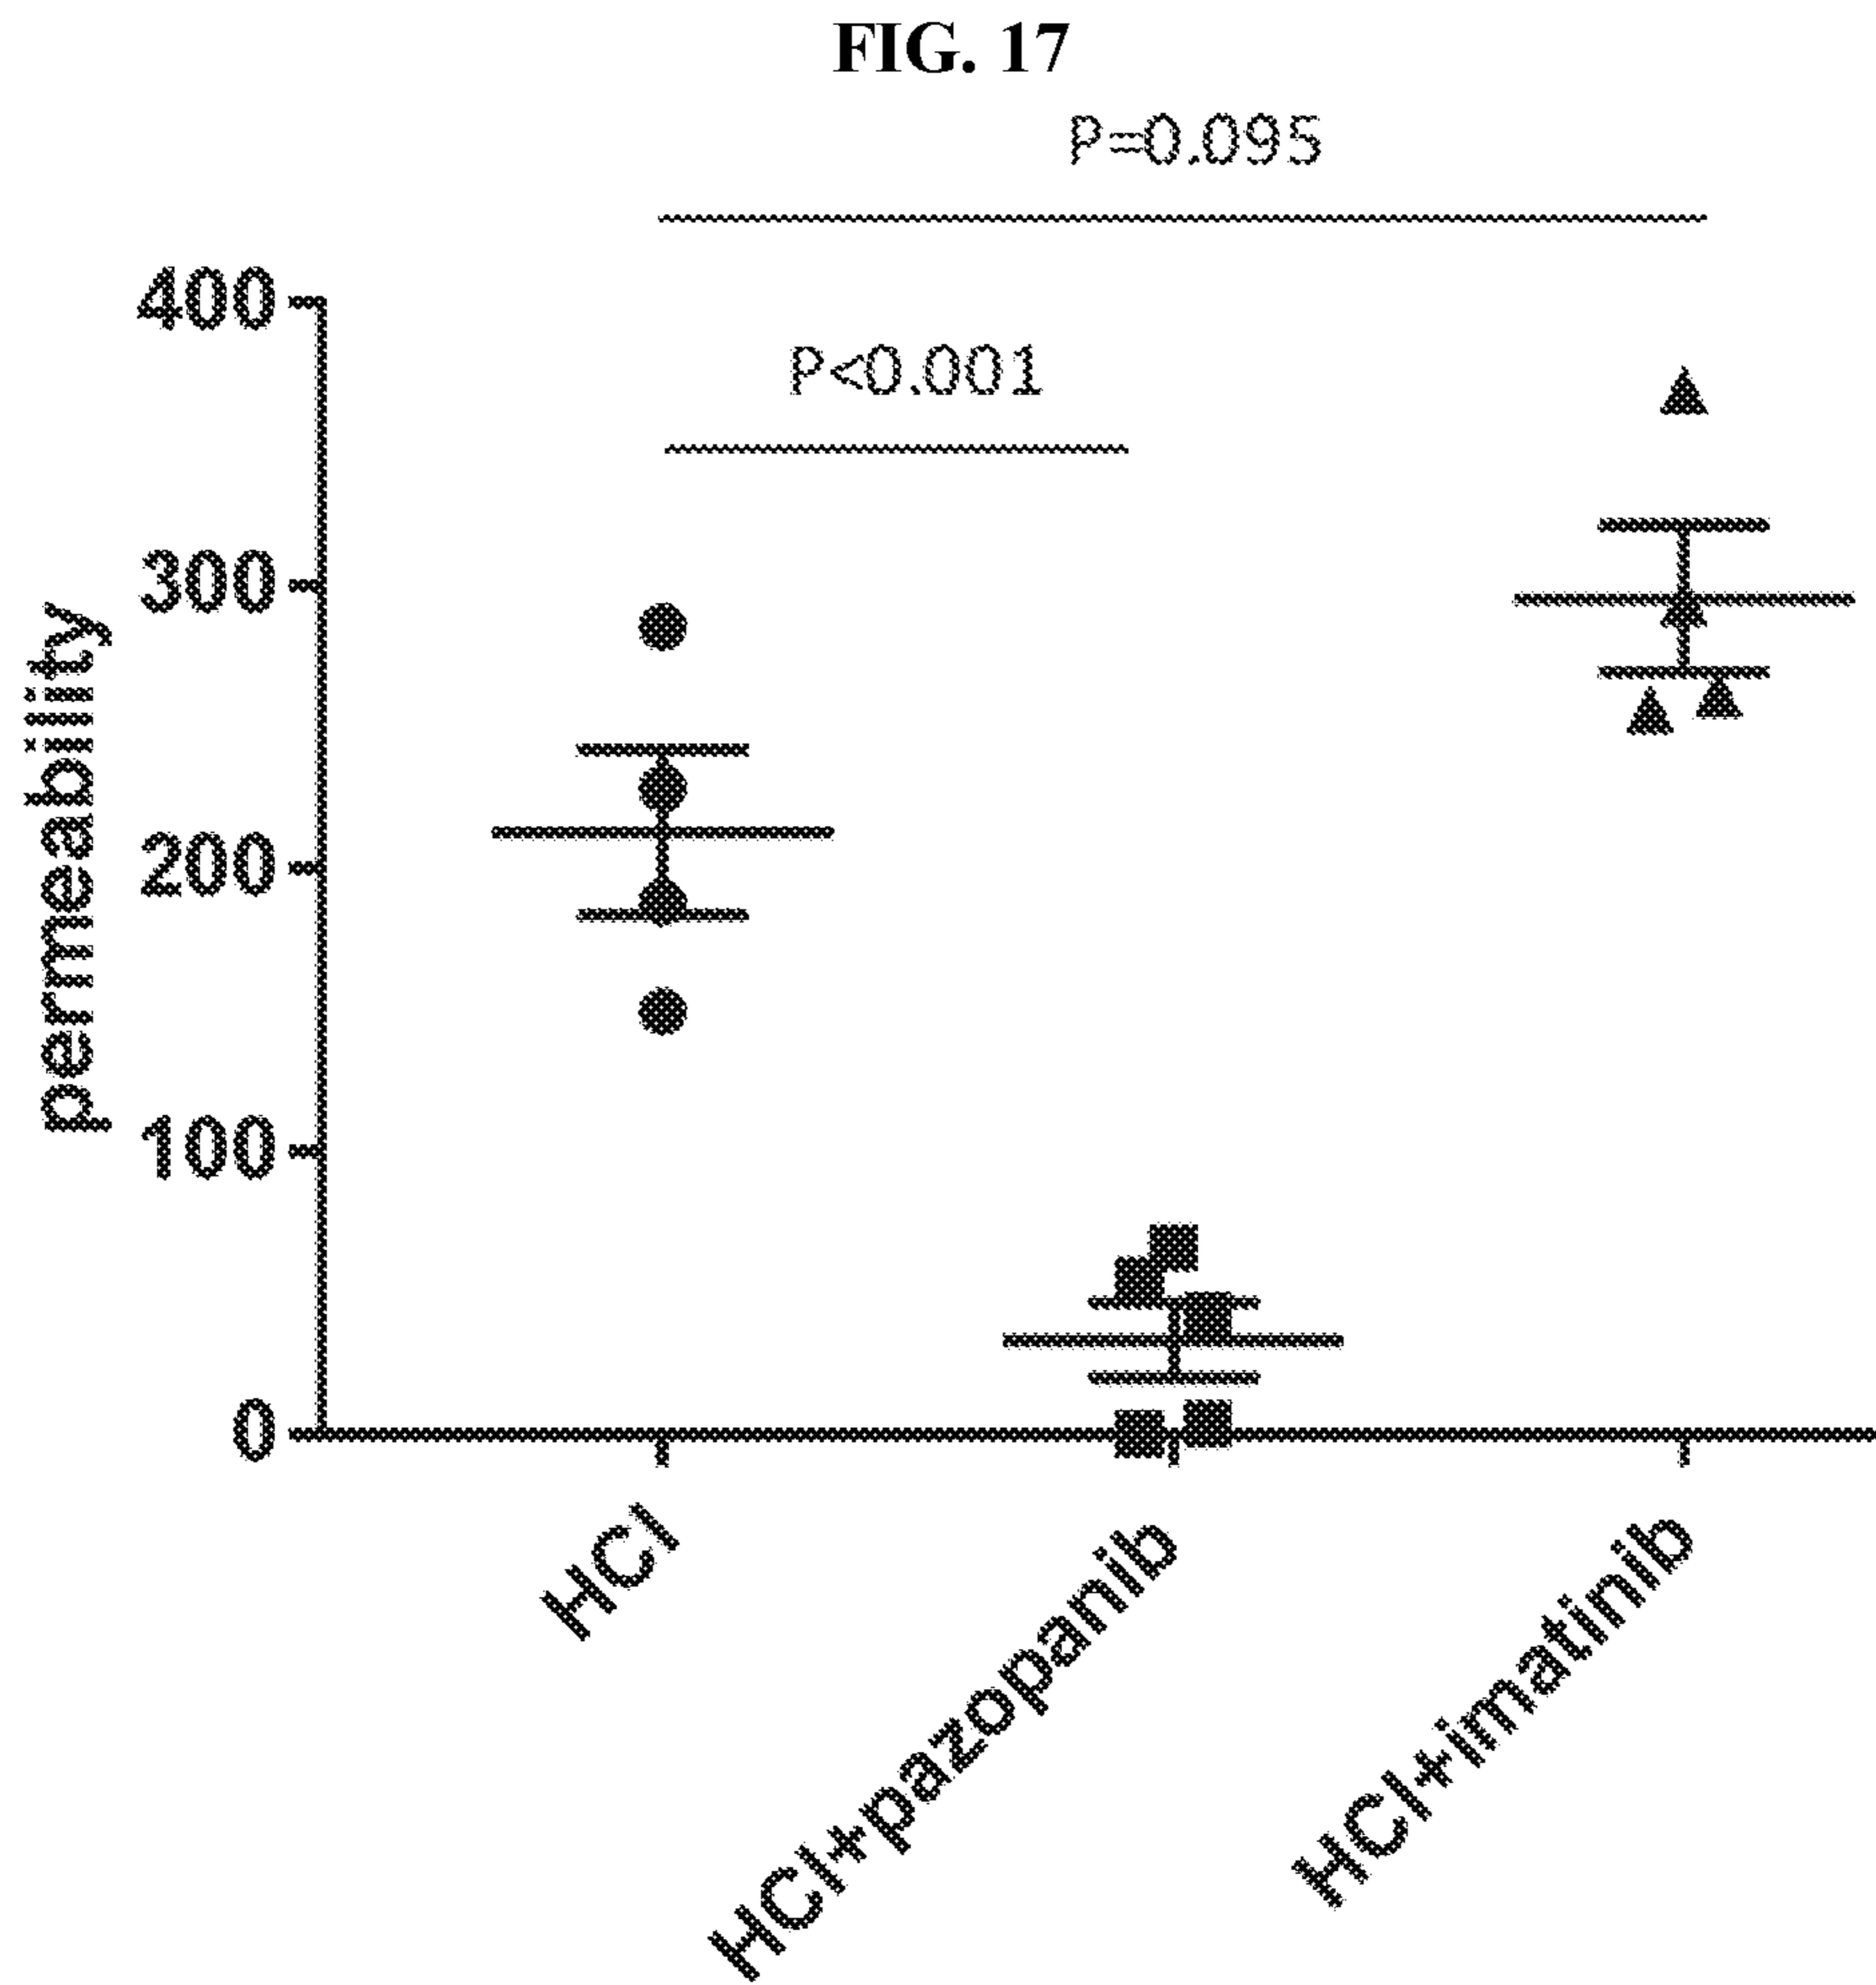 FIG. 17
P=0.095
400
P<0.001
300
200
100
0
permeability
HCl
HCl+pazopanib
HCl+imatinib